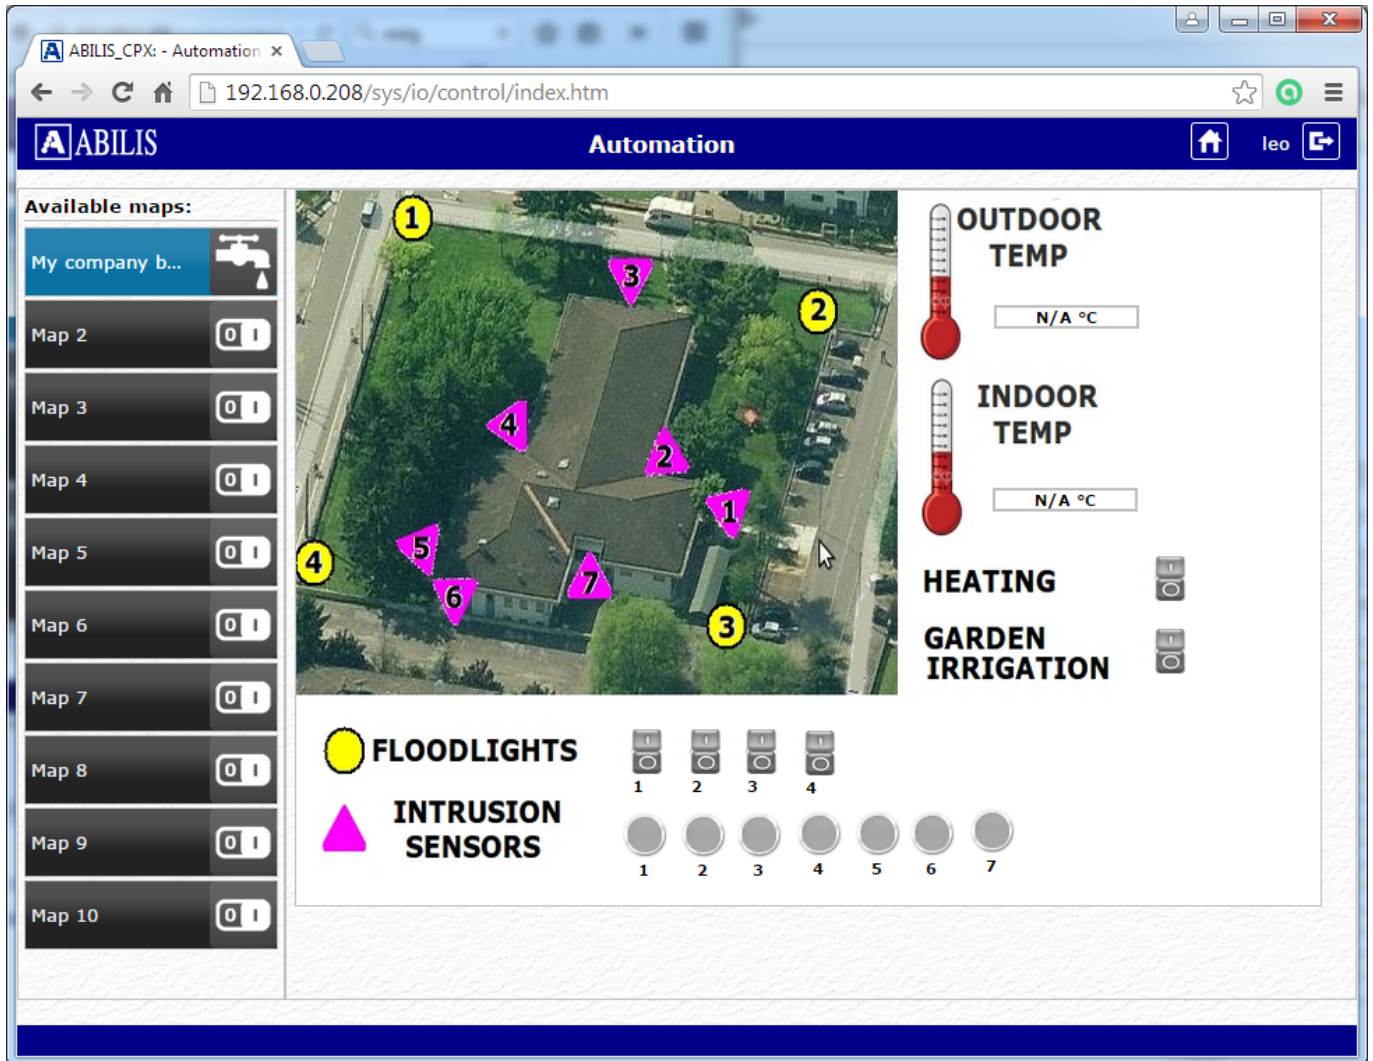 ABILIS_CPX: - Automation
192.168.0.208/sys/io/control/index.htm
A ABILIS
Automation
leo
Available maps:
My company b...
Map 2
Map 3
Map 4
Map 5
Map 6
Map 7
Map 8
Map 9
Map 10
1
3
2
4
2
1
5
4
7
6
3
OUTDOOR
TEMP
N/A °C
INDOOR
TEMP
N/A °C
HEATING
GARDEN
IRRIGATION
FLOODLIGHTS
1 2 3 4
INTRUSION
SENSORS
1 2 3 4 5 6 7